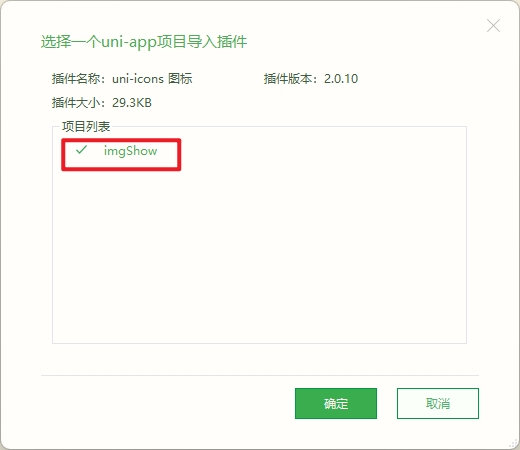 选择一个uni-app项目导入插件
插件名称：uni-icons 图标 插件版本：2.0.10
插件大小：29.3KB
项目列表
imgShow
确定 取消